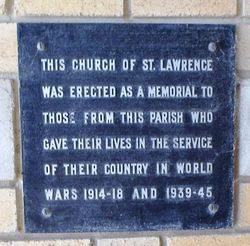 THIS CHURCH OF ST. LAWRENCE
WAS ERECTED AS A MEMORIAL TO
THOSE FROM THIS PARISH WHO
GAVE THEIR LIVES IN THE SERVICE
OF THEIR COUNTRY IN WORLD
WARS 1914-18 AND 1939-45